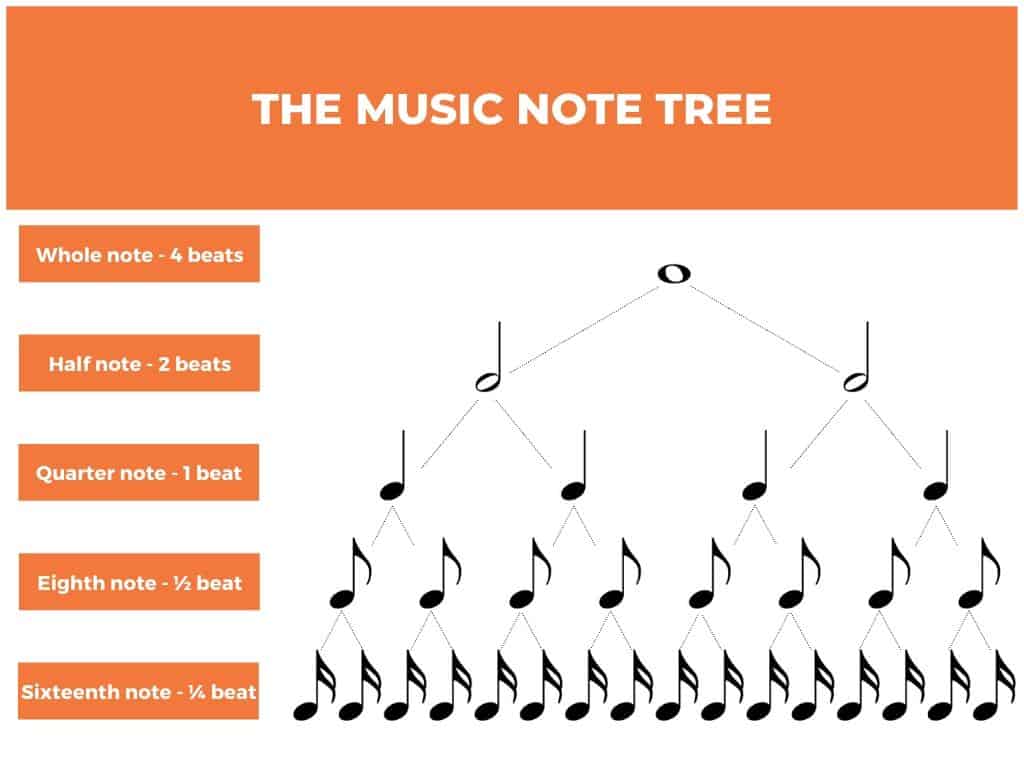 THE MUSIC NOTE TREE
Whole note - 4 beats
Half note - 2 beats
Quarter note - 1 beat
Eighth note - ½ beat
Sixteenth note - ¼ beat